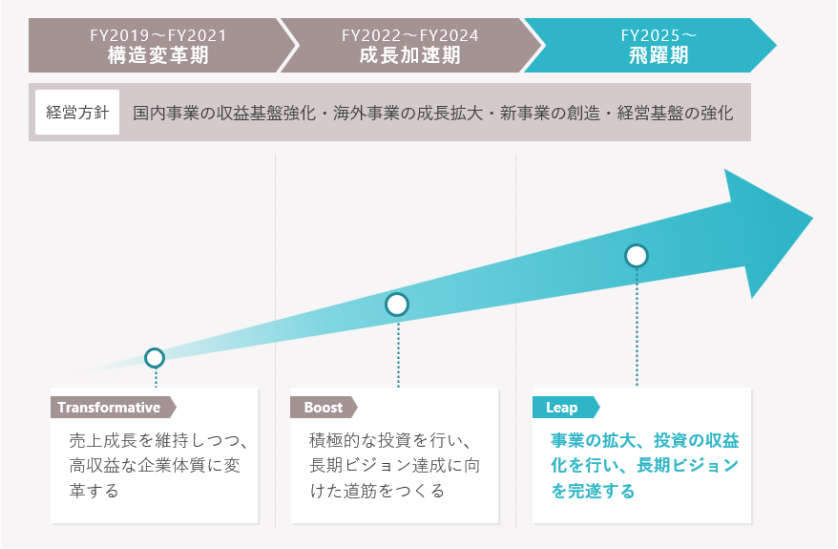 FY2019～FY2021
構造変革期
FY2022～FY2024
成長加速期
FY2025～
飛躍期
経営方針
国内事業の収益基盤強化・海外事業の成長拡大・新事業の創造・経営基盤の強化
Transformative
売上成長を維持しつつ、
高収益な企業体質に変
革する
Boost
積極的な投資を行い、
長期ビジョン達成に向
けた道筋をつくる
Leap
事業の拡大、投資の収益
化を行い、長期ビジョン
を完遂する